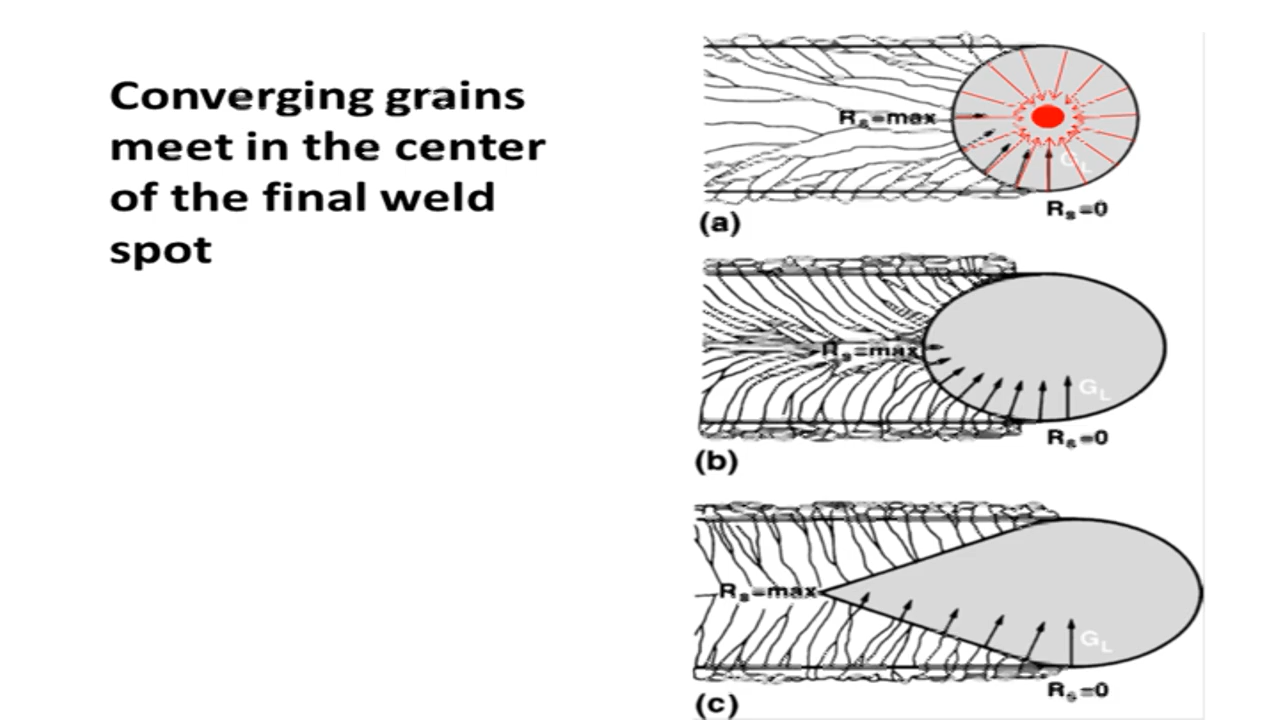 Converging grains
meet in the center
of the final weld
spot
Rs=max
GL
Rs=0
(a)
Rs=max
GL
Rs=0
(b)
Rs=max
GL
Rs=0
(c)